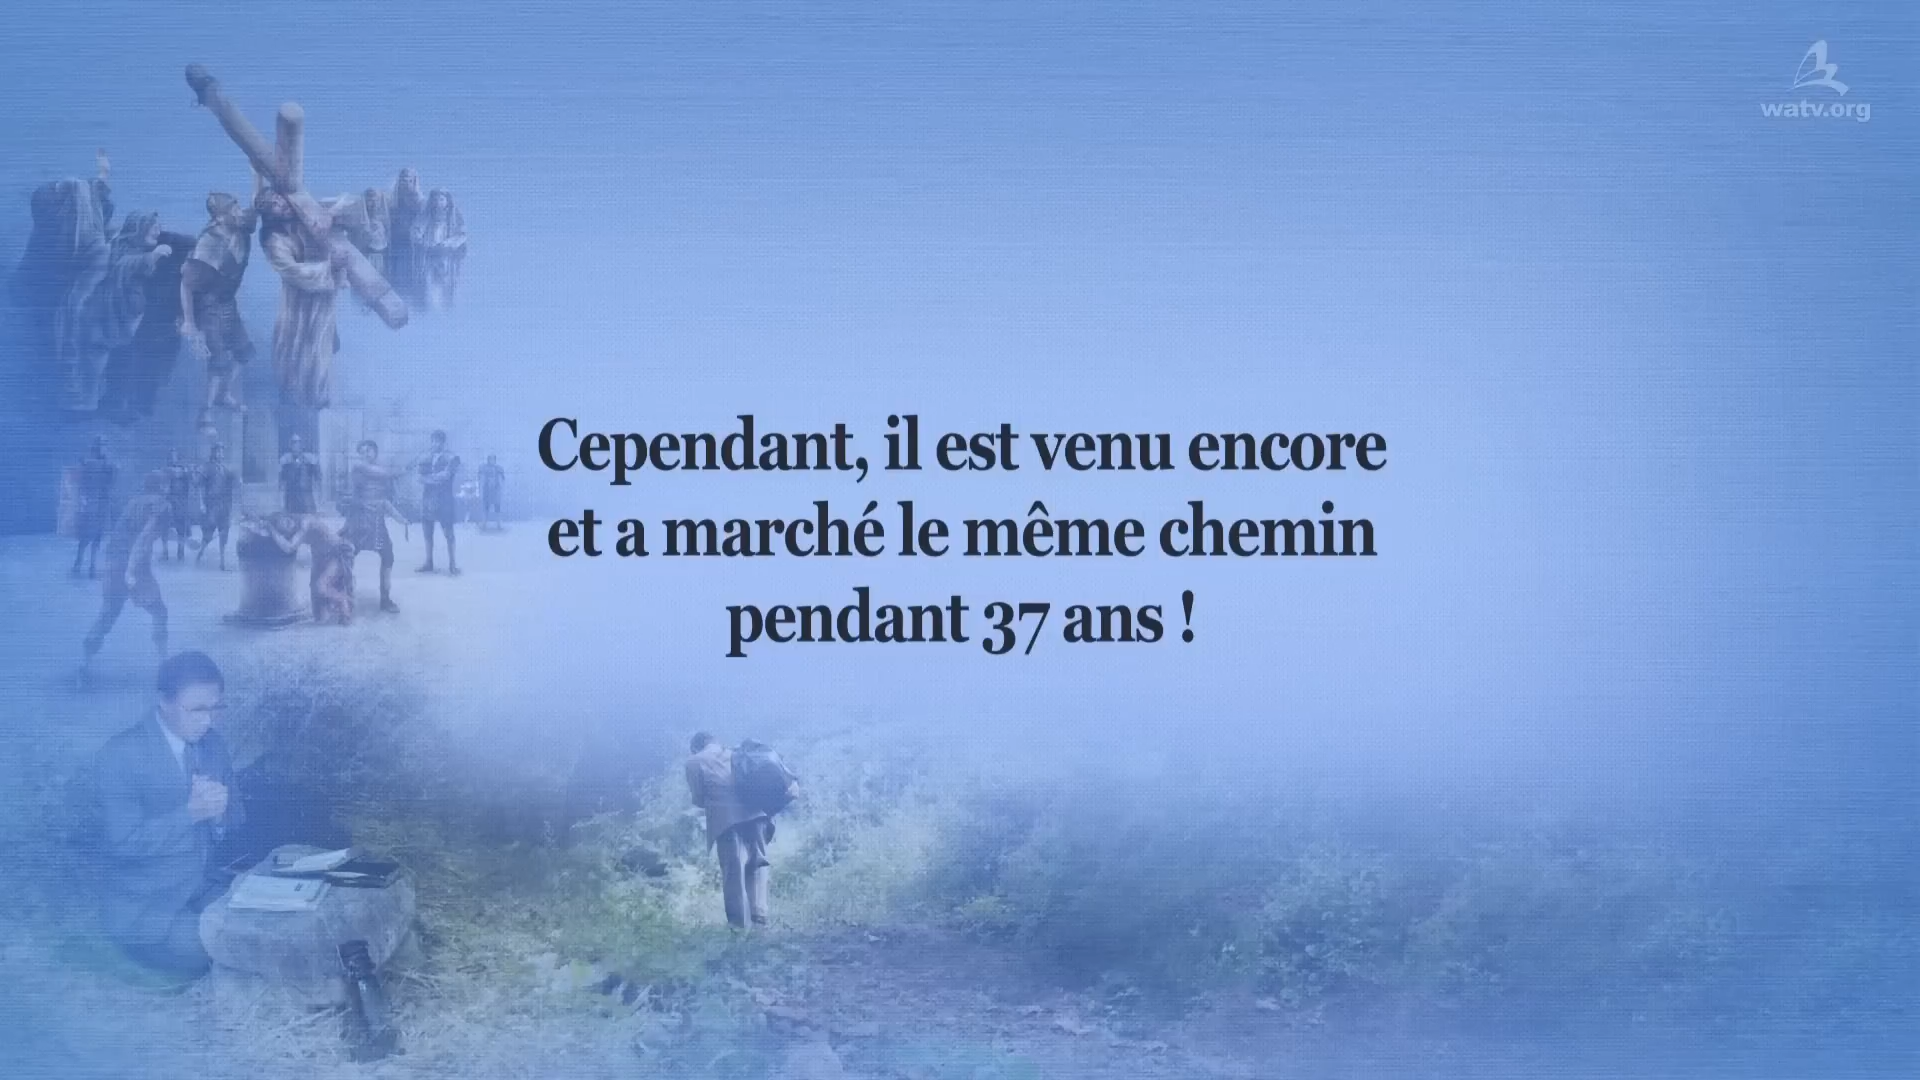 watv.org
Cependant, il est venu encore
et a marché le même chemin
pendant 37 ans !